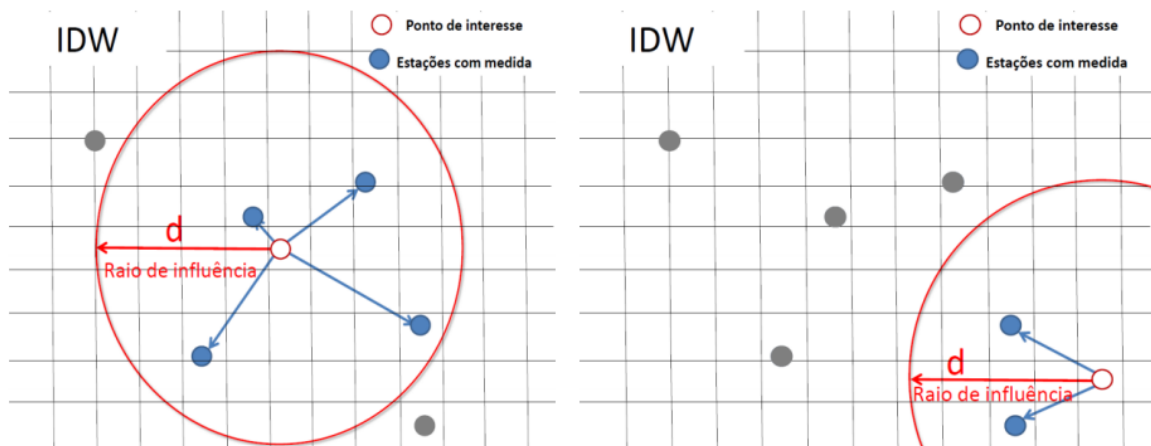 IDW
Ponto de interesse
Estações com medida
d
Raio de influência
IDW
Ponto de interesse
Estações com medida
d
Raio de influência